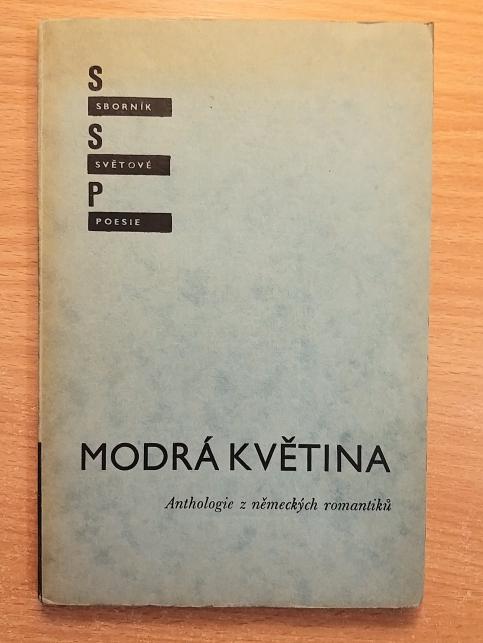 S
SBORNÍK
S
SVĚTOVÉ
P
POESIE
MODRÁ KVĚTINA
Anthologie z německých romantiků